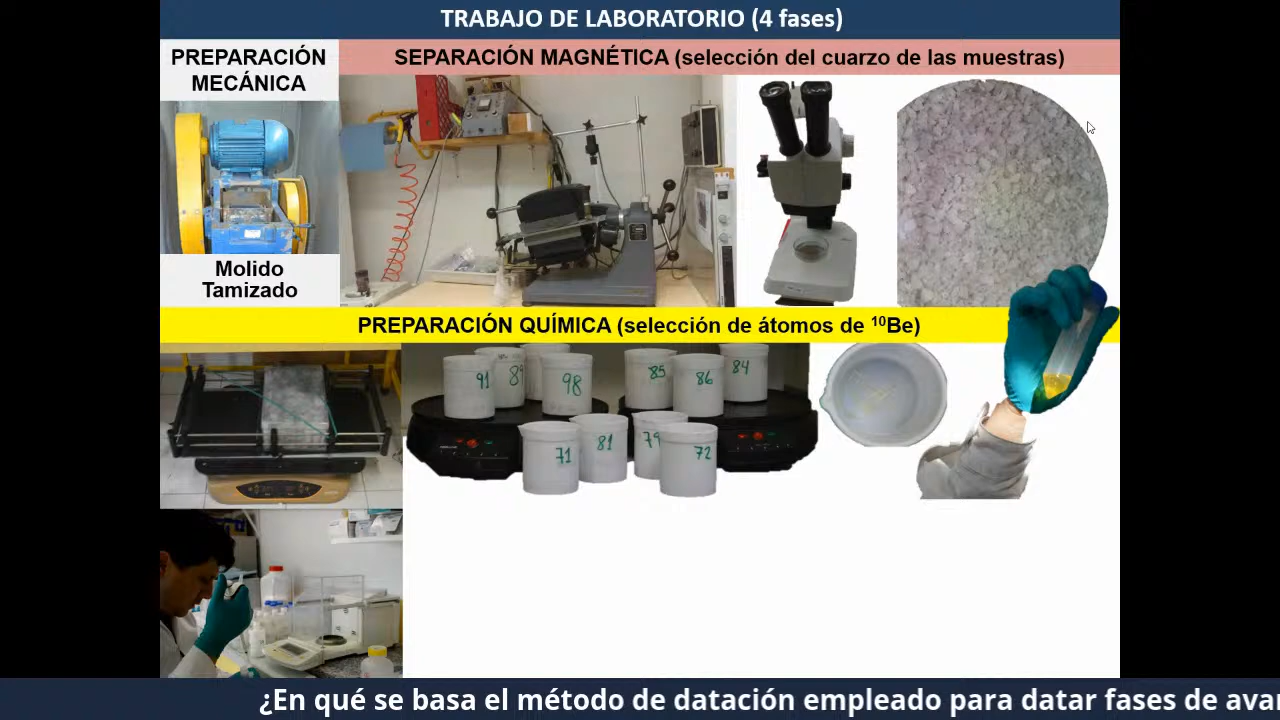 TRABAJO DE LABORATORIO (4 fases)
PREPARACIÓN
MECÁNICA
SEPARACIÓN MAGNÉTICA (selección del cuarzo de las muestras)
Molido
Tamizado
PREPARACIÓN QUÍMICA (selección de átomos de ¹⁰Be)
91
89
98
85
86
84
71
81
79
72
¿En qué se basa el método de datación empleado para datar fases de ava